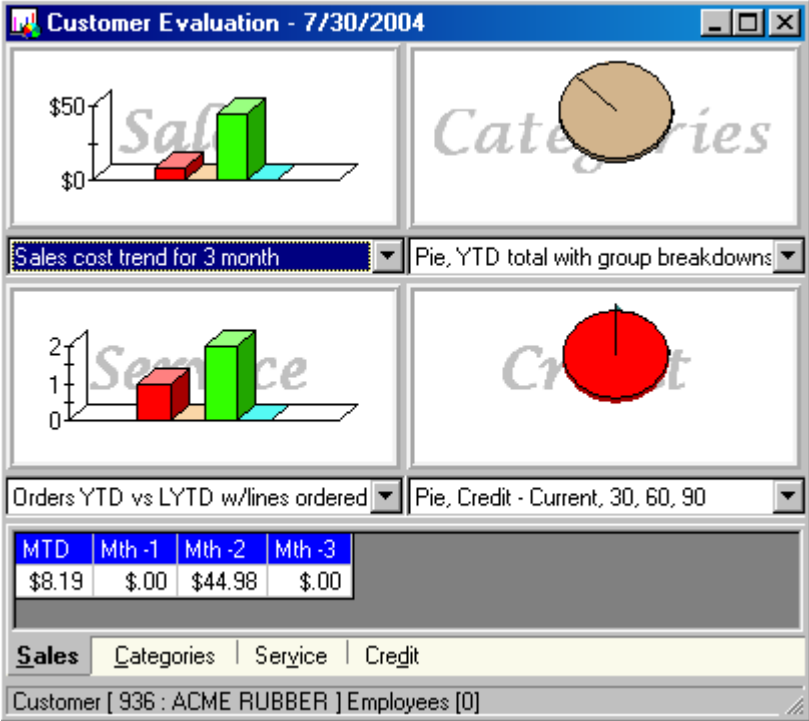 Customer Evaluation - 7/30/2004
Sales
$50
$0
Categories
Sales cost trend for 3 month
Pie, YTD total with group breakdowns
Service
2
1
0
Credit
Orders YTD vs LYTD w/lines ordered
Pie, Credit - Current, 30, 60, 90
MTD Mth -1 Mth -2 Mth -3
$8.19 $.00 $44.98 $.00
Sales Categories Service Credit
Customer [ 936 : ACME RUBBER ] Employees [0]